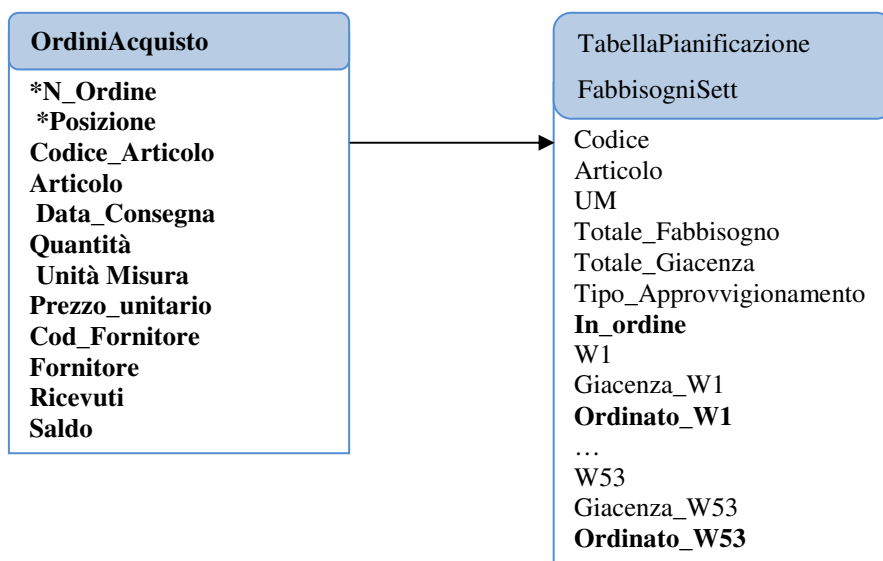 OrdiniAcquisto
*N_Ordine
*Posizione
Codice_Articolo
Articolo
Data_Consegna
Quantità
Unità Misura
Prezzo_unitario
Cod_Fornitore
Fornitore
Ricevuti
Saldo
TabellaPianificazione
FabbisogniSett
Codice
Articolo
UM
Totale_Fabbisogno
Totale_Giacenza
Tipo_Approvvigionamento
In_ordine
W1
Giacenza_W1
Ordinato_W1
…
W53
Giacenza_W53
Ordinato_W53